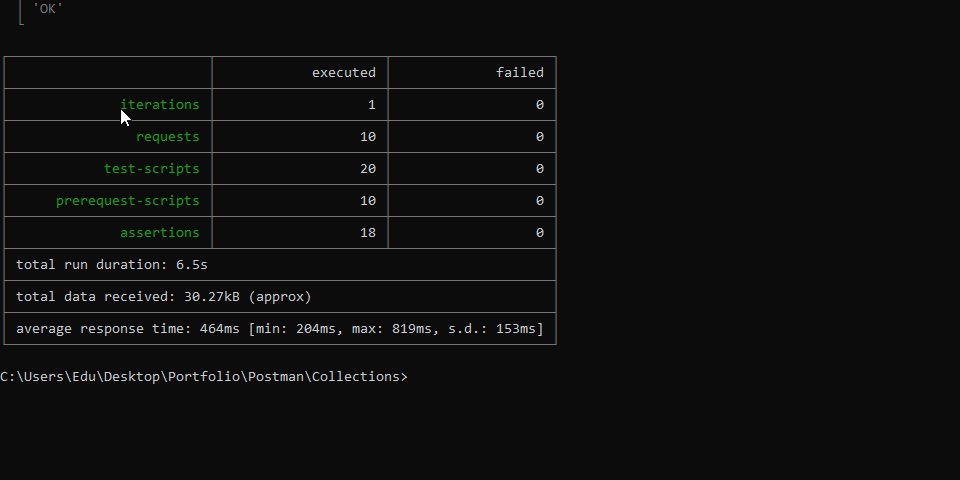 'OK'
executed failed
iterations 1 0
requests 10 0
test-scripts 20 0
prerequest-scripts 10 0
assertions 18 0
total run duration: 6.5s
total data received: 30.27kB (approx)
average response time: 464ms [min: 204ms, max: 819ms, s.d.: 153ms]
C:\Users\Edu\Desktop\Portfolio\Postman\Collections>